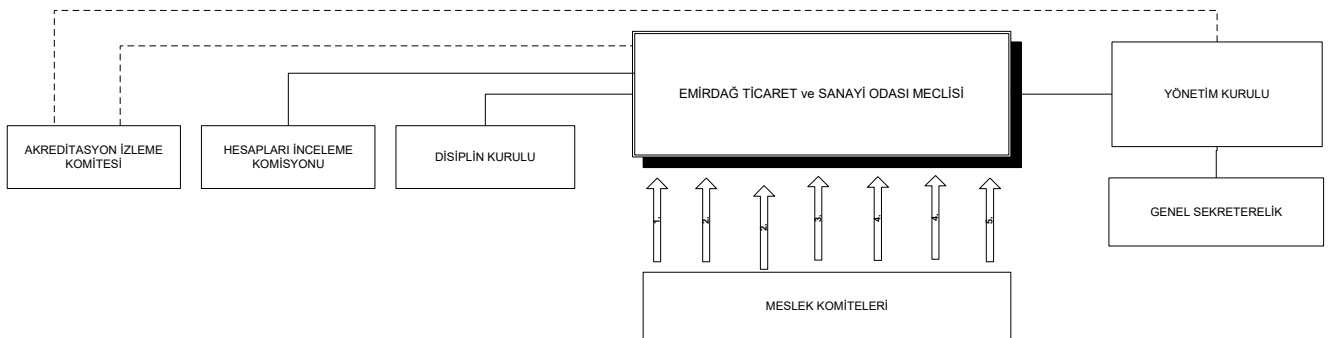 EMİRDAĞ TİCARET ve SANAYİ ODASI MECLİSİ
YÖNETİM KURULU
AKREDİTASYON İZLEME
KOMİTESİ
HESAPLARI İNCELEME
KOMİSYONU
DİSİPLİN KURULU
GENEL SEKRETERELİK
1.
2.
2.
3.
4.
4.
5.
MESLEK KOMİTELERİ